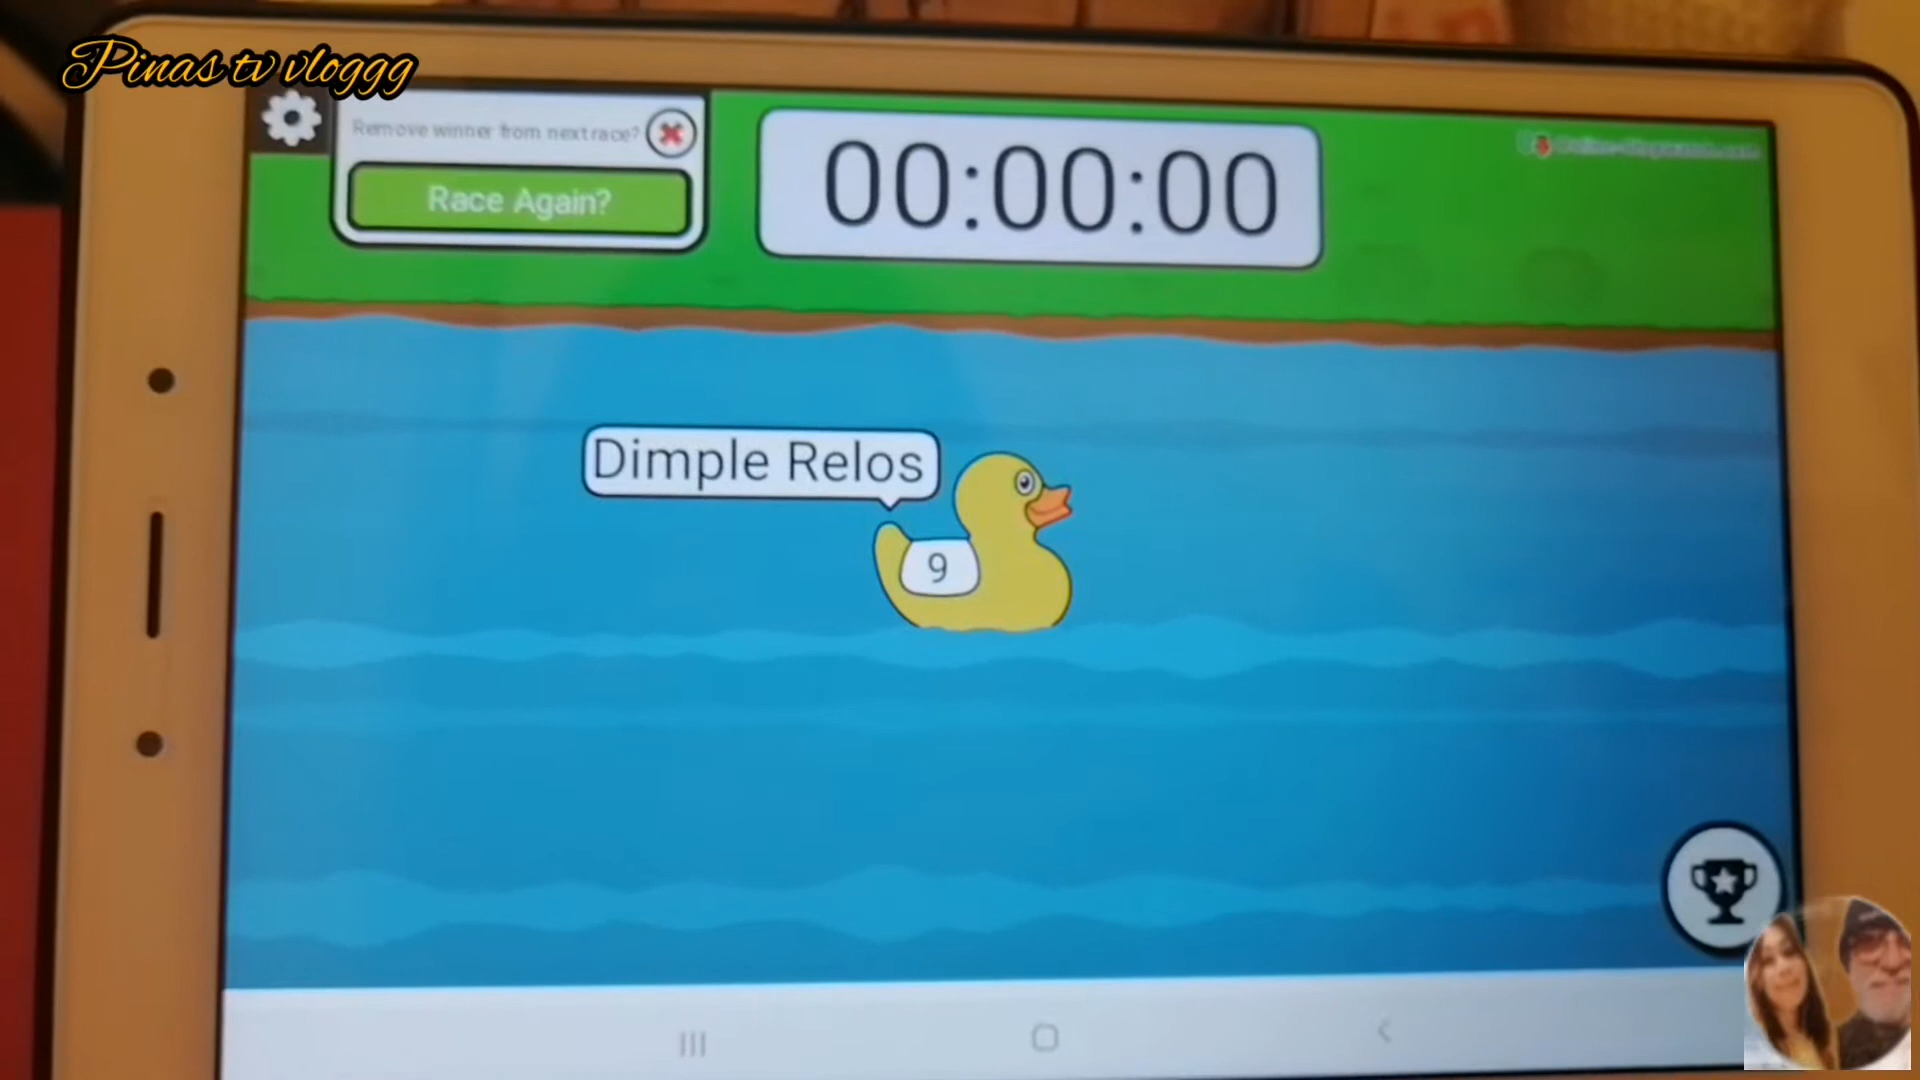 Pinas tv vloggg
Remove winner from next race?
Race Again?
00:00:00
Dimple Relos
9